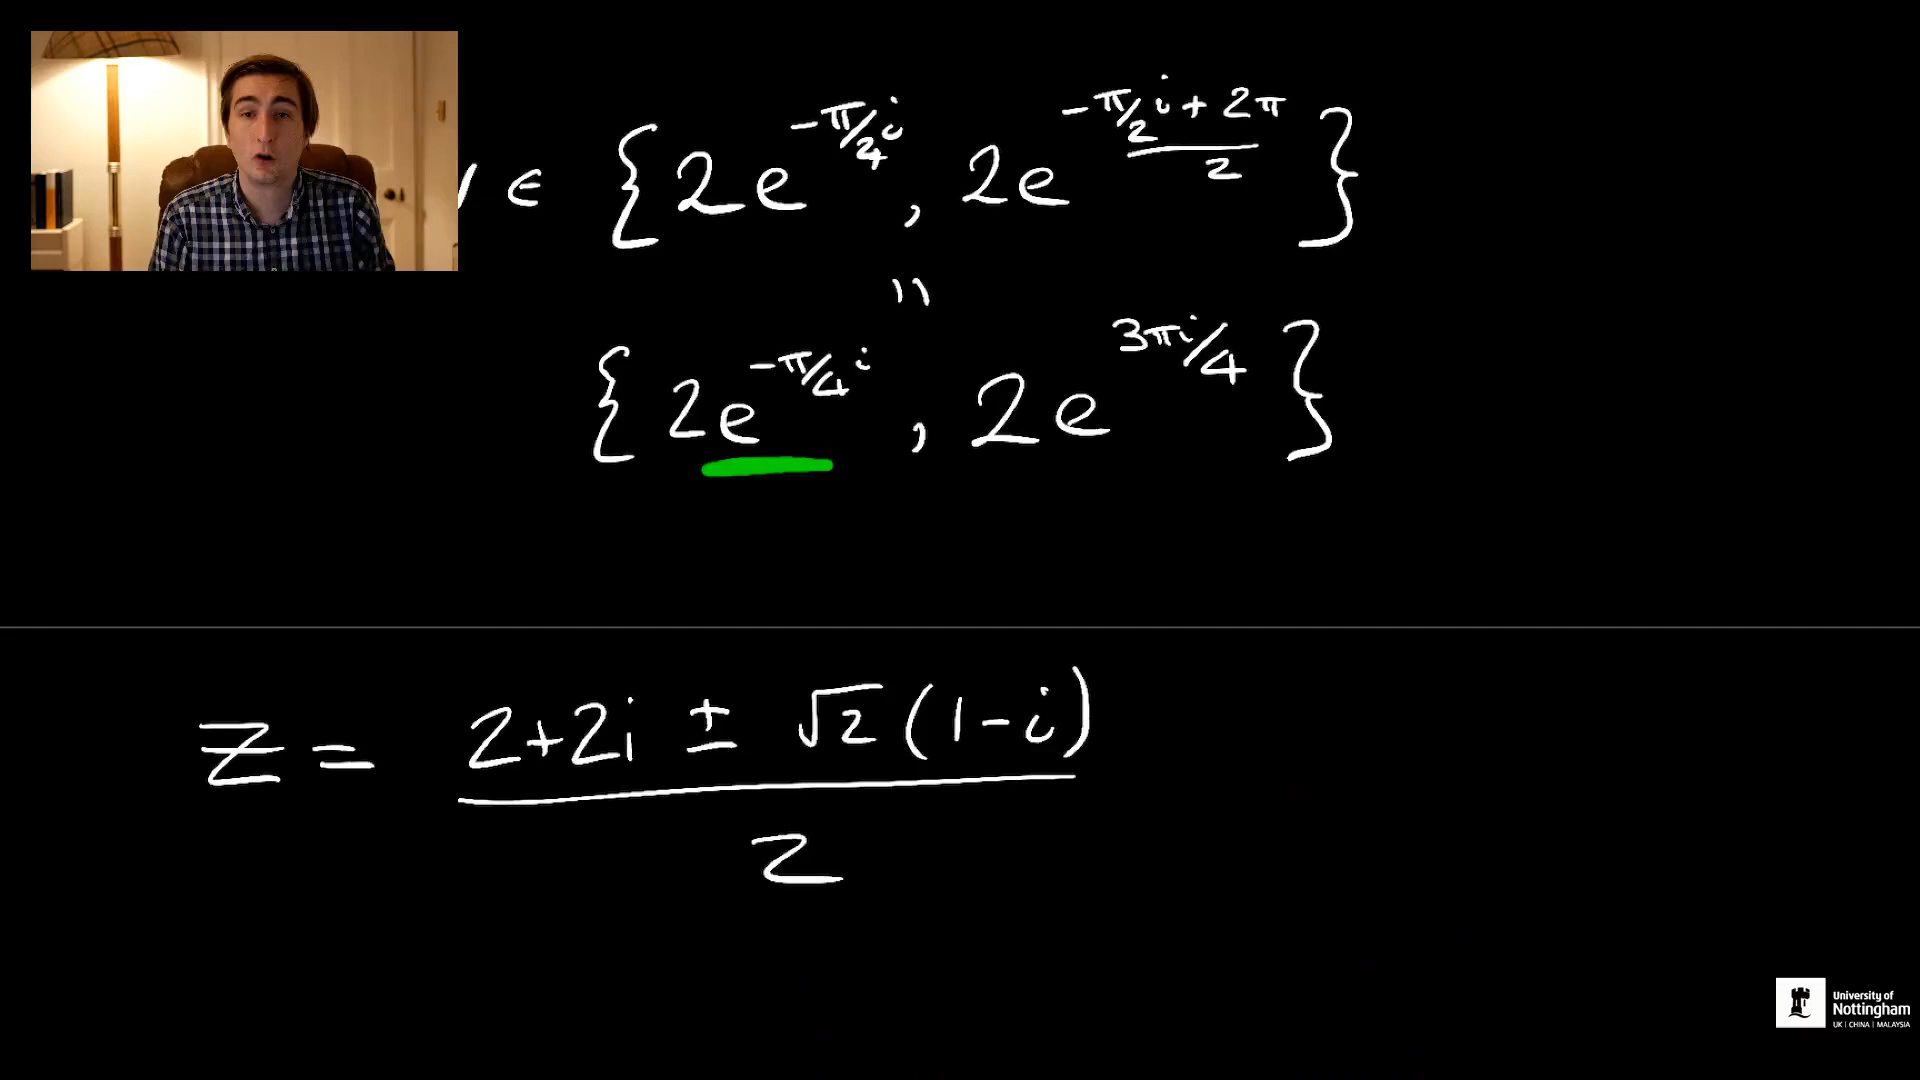 ∈ {2e^{-π/4 i}, 2e^{(-π/2 i + 2π)/2}}
=
{2e^{-π/4 i}, 2e^{3πi/4}}
z = (2+2i ± √2(1-i))/2
University of
Nottingham
UK | CHINA | MALAYSIA